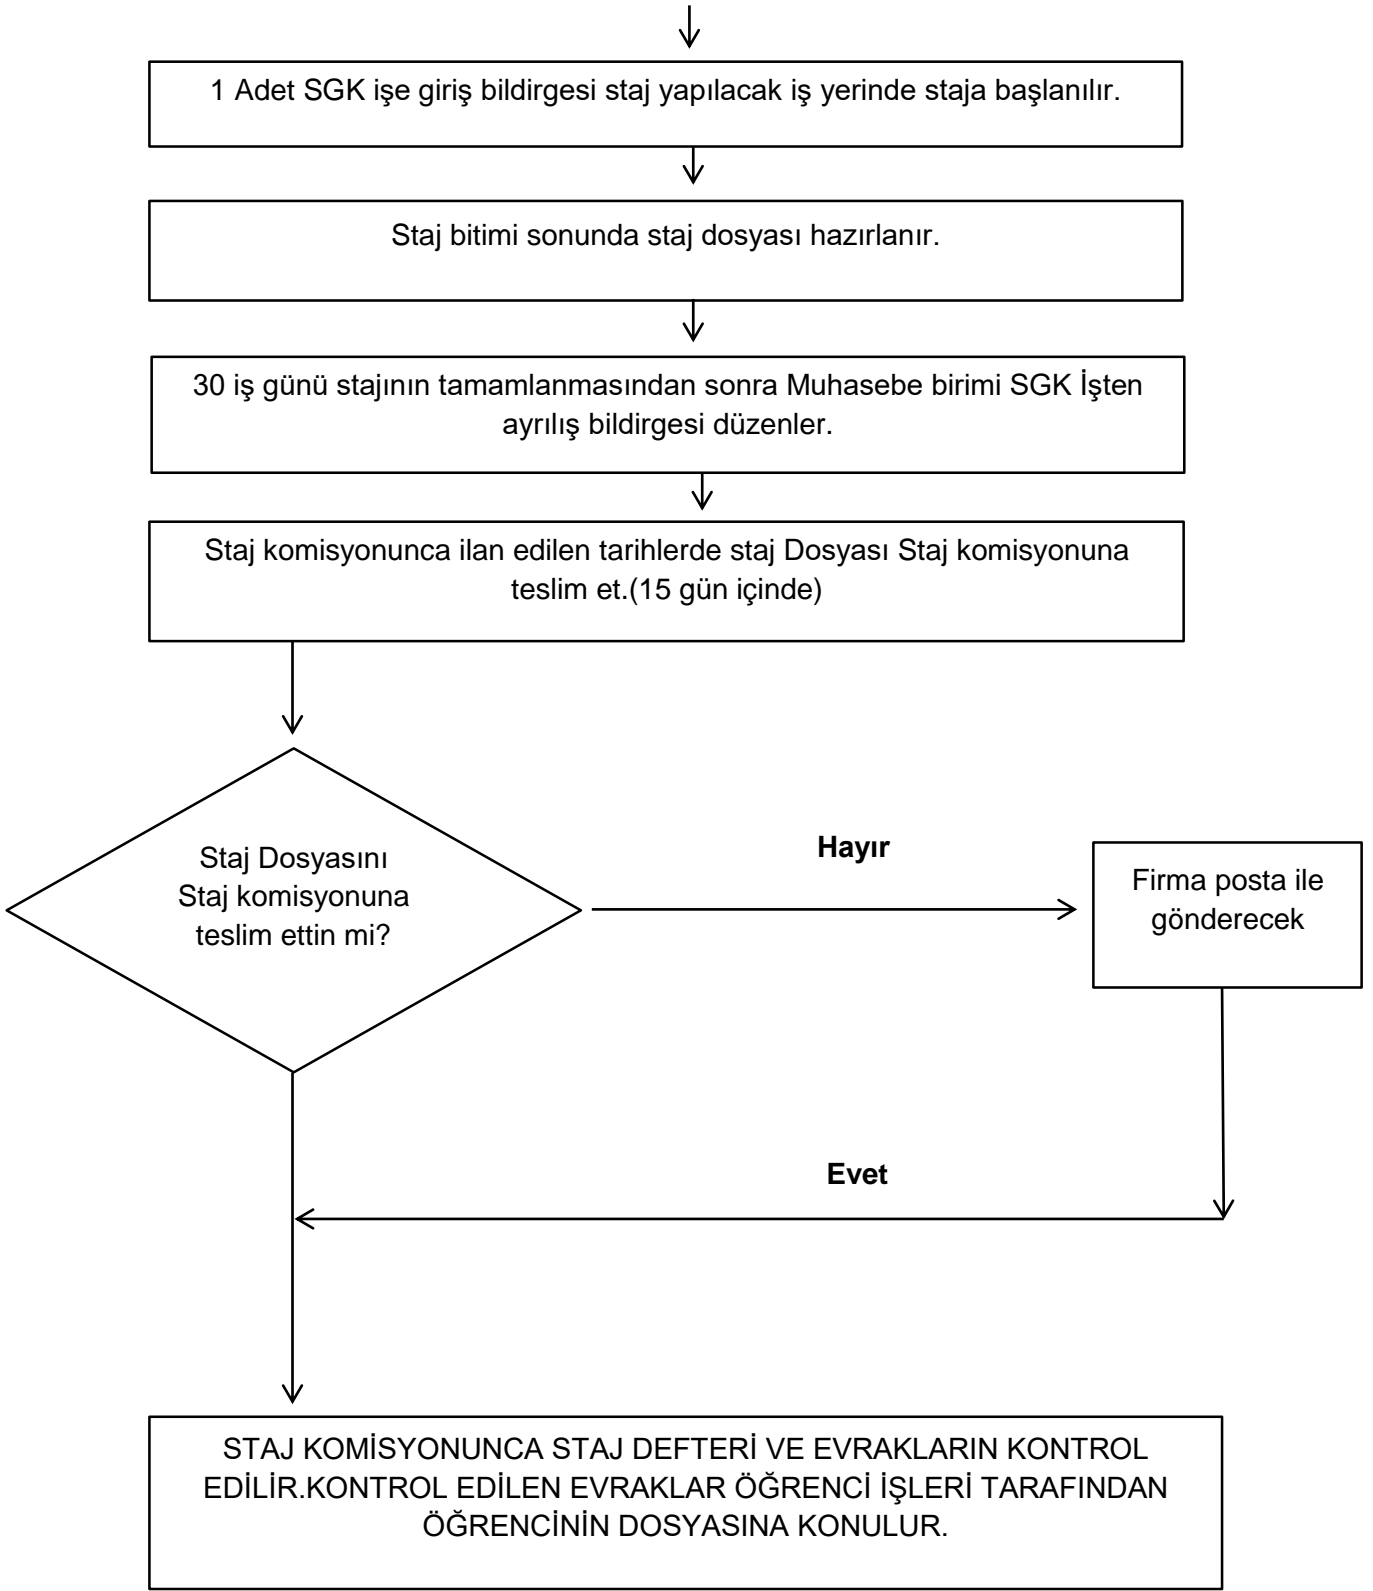 1 Adet SGK işe giriş bildirgesi staj yapılacak iş yerinde staja başlanılır.
Staj bitimi sonunda staj dosyası hazırlanır.
30 iş günü stajının tamamlanmasından sonra Muhasebe birimi SGK İşten
ayrılış bildirgesi düzenler.
Staj komisyonunca ilan edilen tarihlerde staj Dosyası Staj komisyonuna
teslim et.(15 gün içinde)
Staj Dosyasını
Staj komisyonuna
teslim ettin mi?
Hayır
Firma posta ile
gönderecek
Evet
STAJ KOMİSYONUNCA STAJ DEFTERİ VE EVRAKLARIN KONTROL
EDİLİR.KONTROL EDİLEN EVRAKLAR ÖĞRENCİ İŞLERİ TARAFINDAN
ÖĞRENCİNİN DOSYASINA KONULUR.